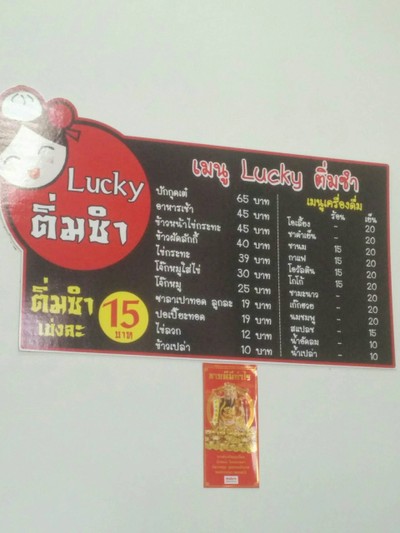 Lucky
ติ่มซำ
ติ่มซำ
เข่งคะ
15
บาท
เมนู Lucky ติ่มซำ
บักกุดเต๋ 65 บาท
อาหารเช้า 45 บาท
ข้าวหน้าไข่กระทะ 45 บาท
ข้าวผัดลักกี้ 40 บาท
ไข่กระทะ 39 บาท
โจ๊กหมูใส่ไข่ 30 บาท
โจ๊กหมู 25 บาท
ซาลาเปาทอด ลูกละ 19 บาท
ปอเปี๊ยะทอด 19 บาท
ไข่ลวก 12 บาท
ข้าวเปล่า 10 บาท
เมนูเครื่องดื่ม
ร้อน เย็น
โอเลี้ยง - 20
ชาดำเย็น - 20
ชานม 15 20
กาแฟ 15 20
โอวัลติน 15 20
โกโก้ 15 20
ชามะนาว - 20
เก๊กฮวย - 20
นมชมพู - 20
สแปลช - 15
น้ำอัดลม - 10
น้ำเปล่า - 10